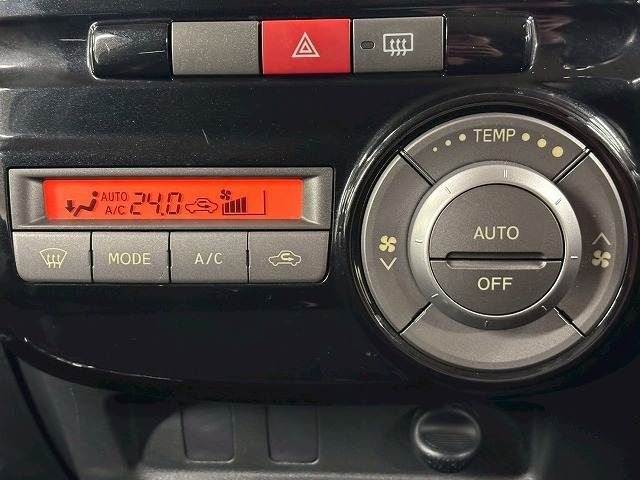 TEMP
AUTO
A/C 24.0
MODE
A/C
AUTO
OFF